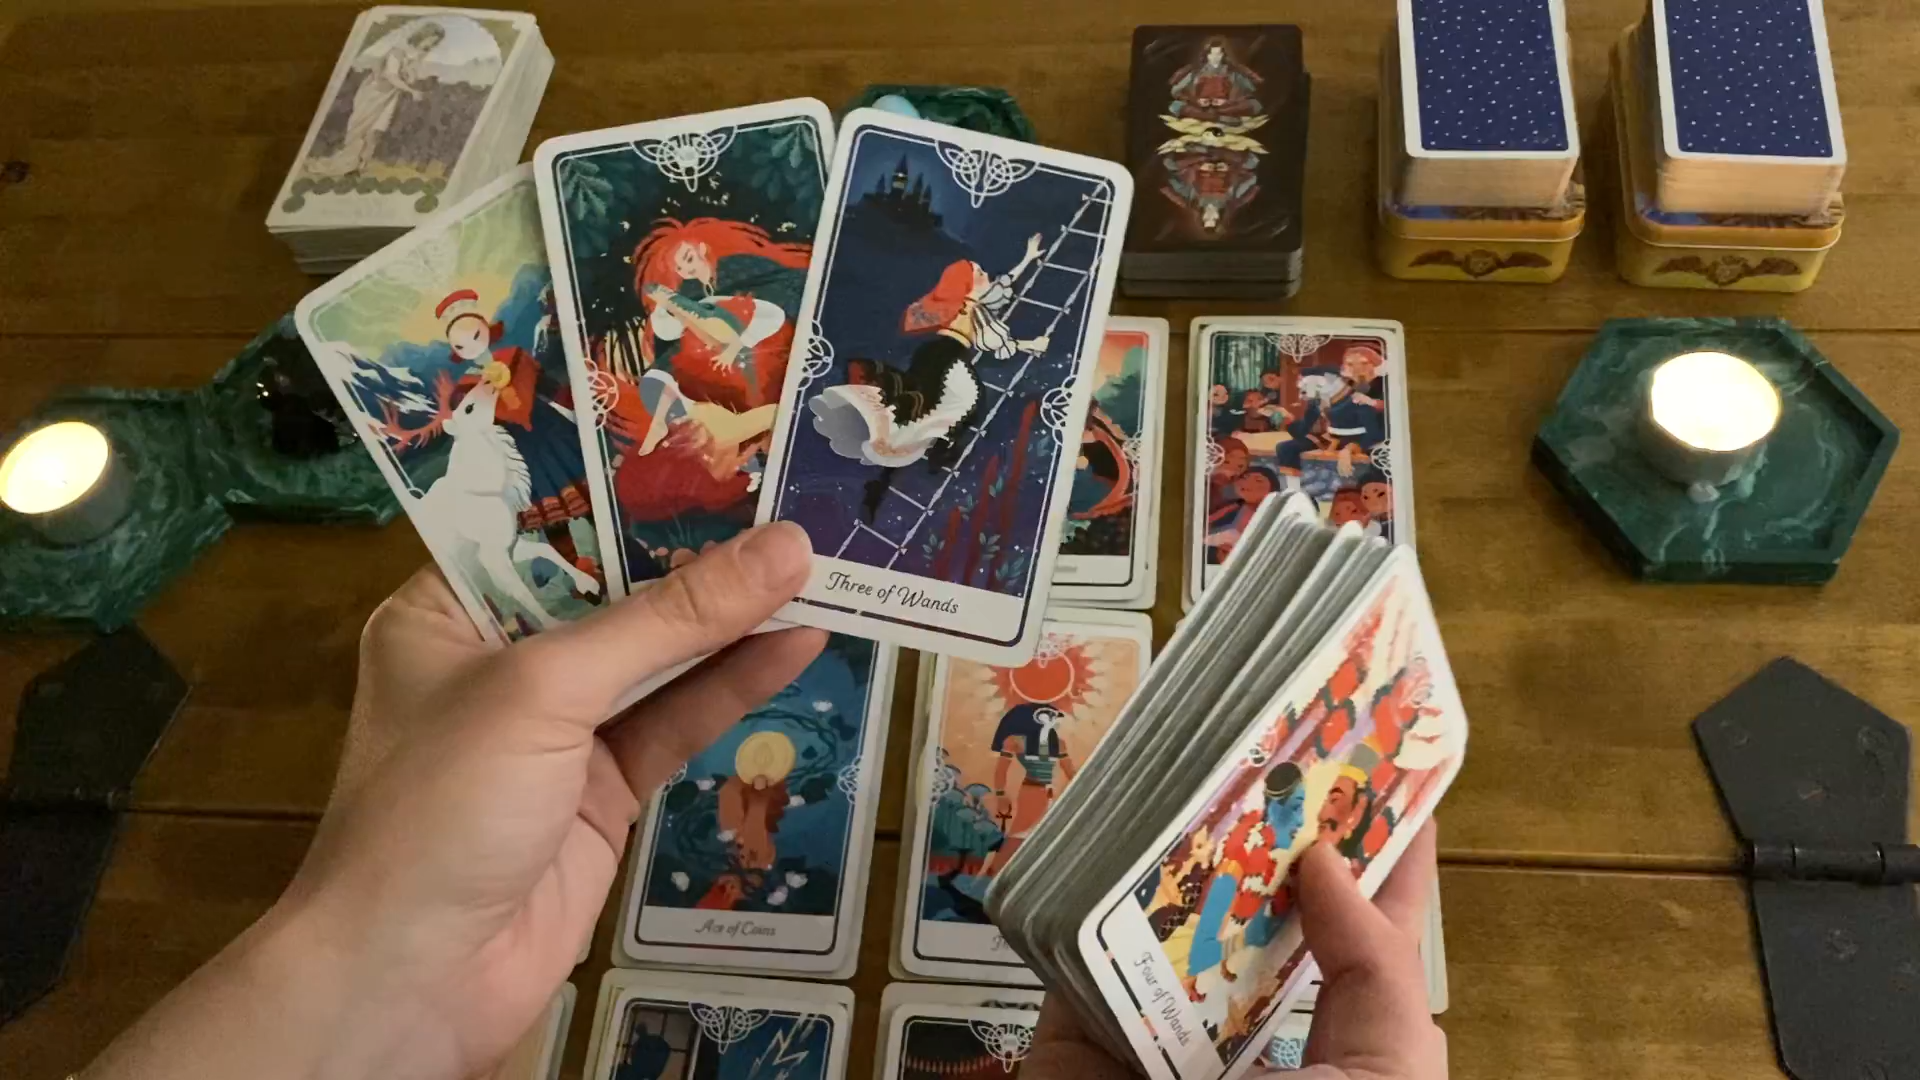 Three of Wands
Ace of Coins
Four of Wands